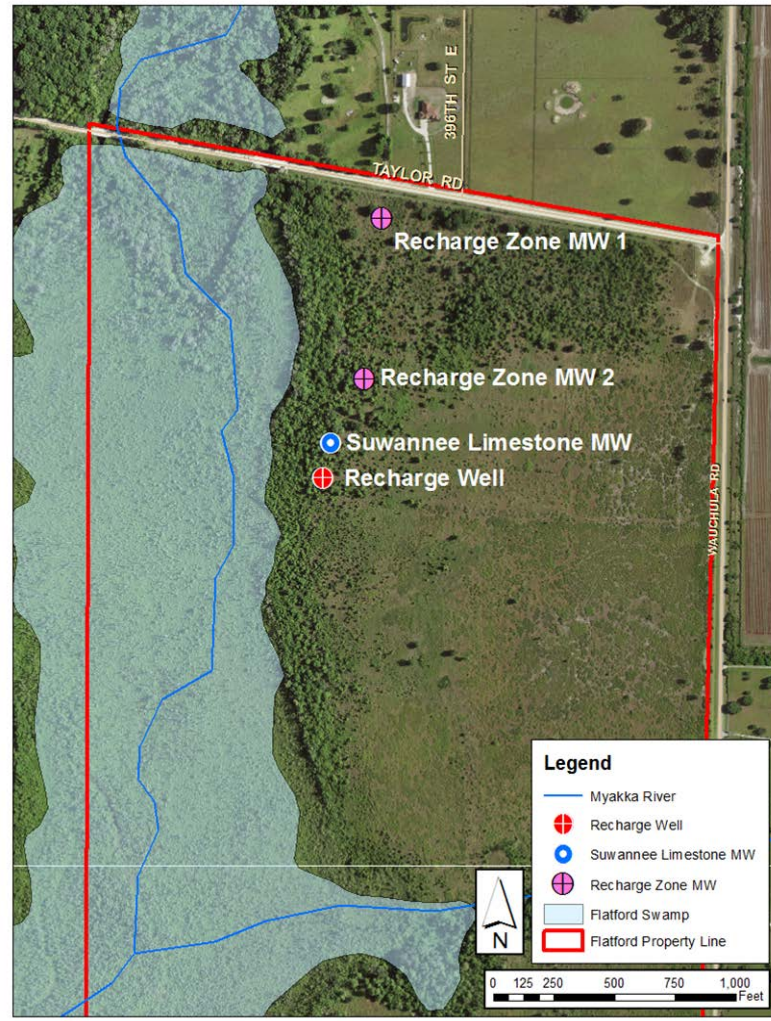 396TH ST E
TAYLOR RD
Recharge Zone MW 1
Recharge Zone MW 2
Suwannee Limestone MW
Recharge Well
WAUCHULA RD
Legend
Myakka River
Recharge Well
Suwannee Limestone MW
Recharge Zone MW
Flatford Swamp
Flatford Property Line
N
0 125 250 500 750 1,000
Feet